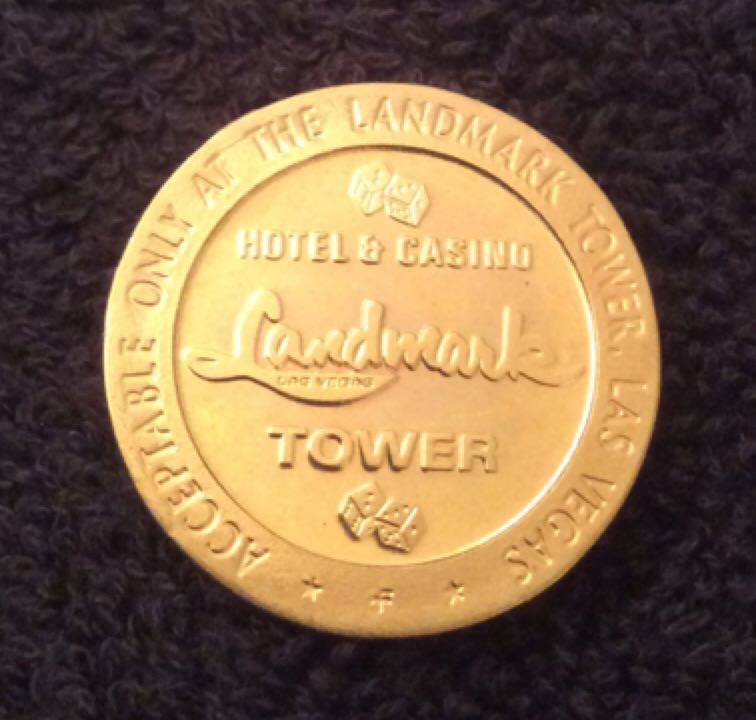 ACCEPTABLE ONLY AT THE LANDMARK TOWER, LAS VEGAS
HOTEL & CASINO
Landmark
LAS VEGAS
TOWER